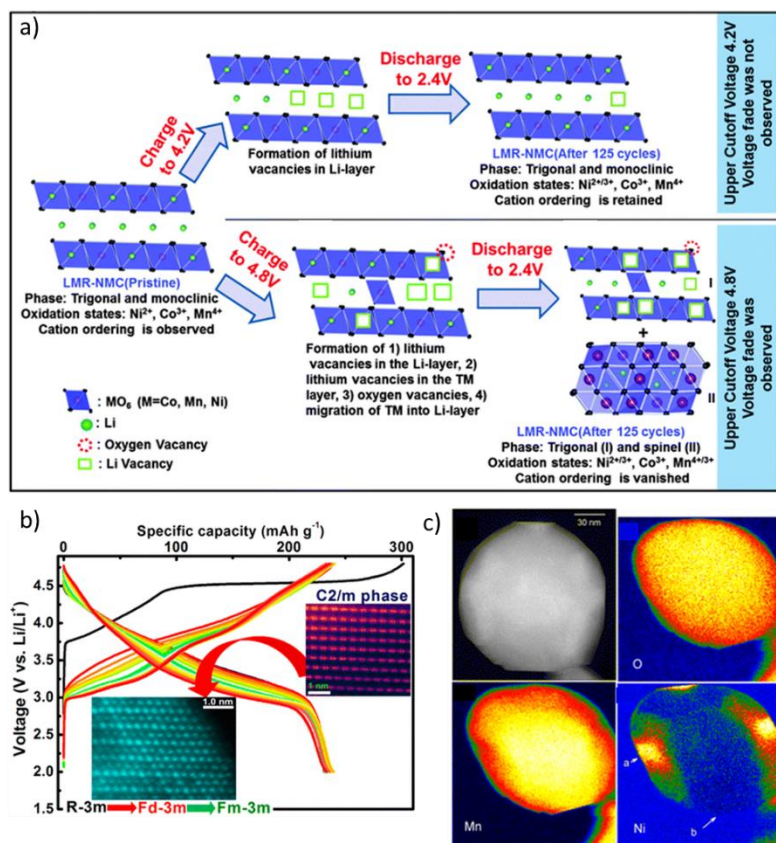 a)
Charge to 4.2V
Formation of lithium
vacancies in Li-layer
Discharge
to 2.4V
LMR-NMC(After 125 cycles)
Phase: Trigonal and monoclinic
Oxidation states: Ni2+/3+, Co3+, Mn4+
Cation ordering is retained
Upper Cutoff Voltage 4.2V
Voltage fade was not
observed
LMR-NMC(Pristine)
Phase: Trigonal and monoclinic
Oxidation states: Ni2+, Co3+, Mn4+
Cation ordering is observed
Charge
to 4.8V
Formation of 1) lithium
vacancies in the Li-layer, 2)
lithium vacancies in the TM
layer, 3) oxygen vacancies, 4)
migration of TM into Li-layer
Discharge
to 2.4V
I
+
II
LMR-NMC(After 125 cycles)
Phase: Trigonal (I) and spinel (II)
Oxidation states: Ni2+/3+, Co3+, Mn4+/3+
Cation ordering is vanished
Upper Cutoff Voltage 4.8V
Voltage fade was
observed
: MO6 (M=Co, Mn, Ni)
: Li
: Oxygen Vacancy
: Li Vacancy
b)
Specific capacity (mAh g-1)
0 100 200 300
Voltage (V vs. Li/Li+)
4.5
4.0
3.5
3.0
2.5
2.0
1.5
C2/m phase
1 nm
1.0 nm
R-3m Fd-3m Fm-3m
c)
30 nm
O
Mn
Ni
a
b